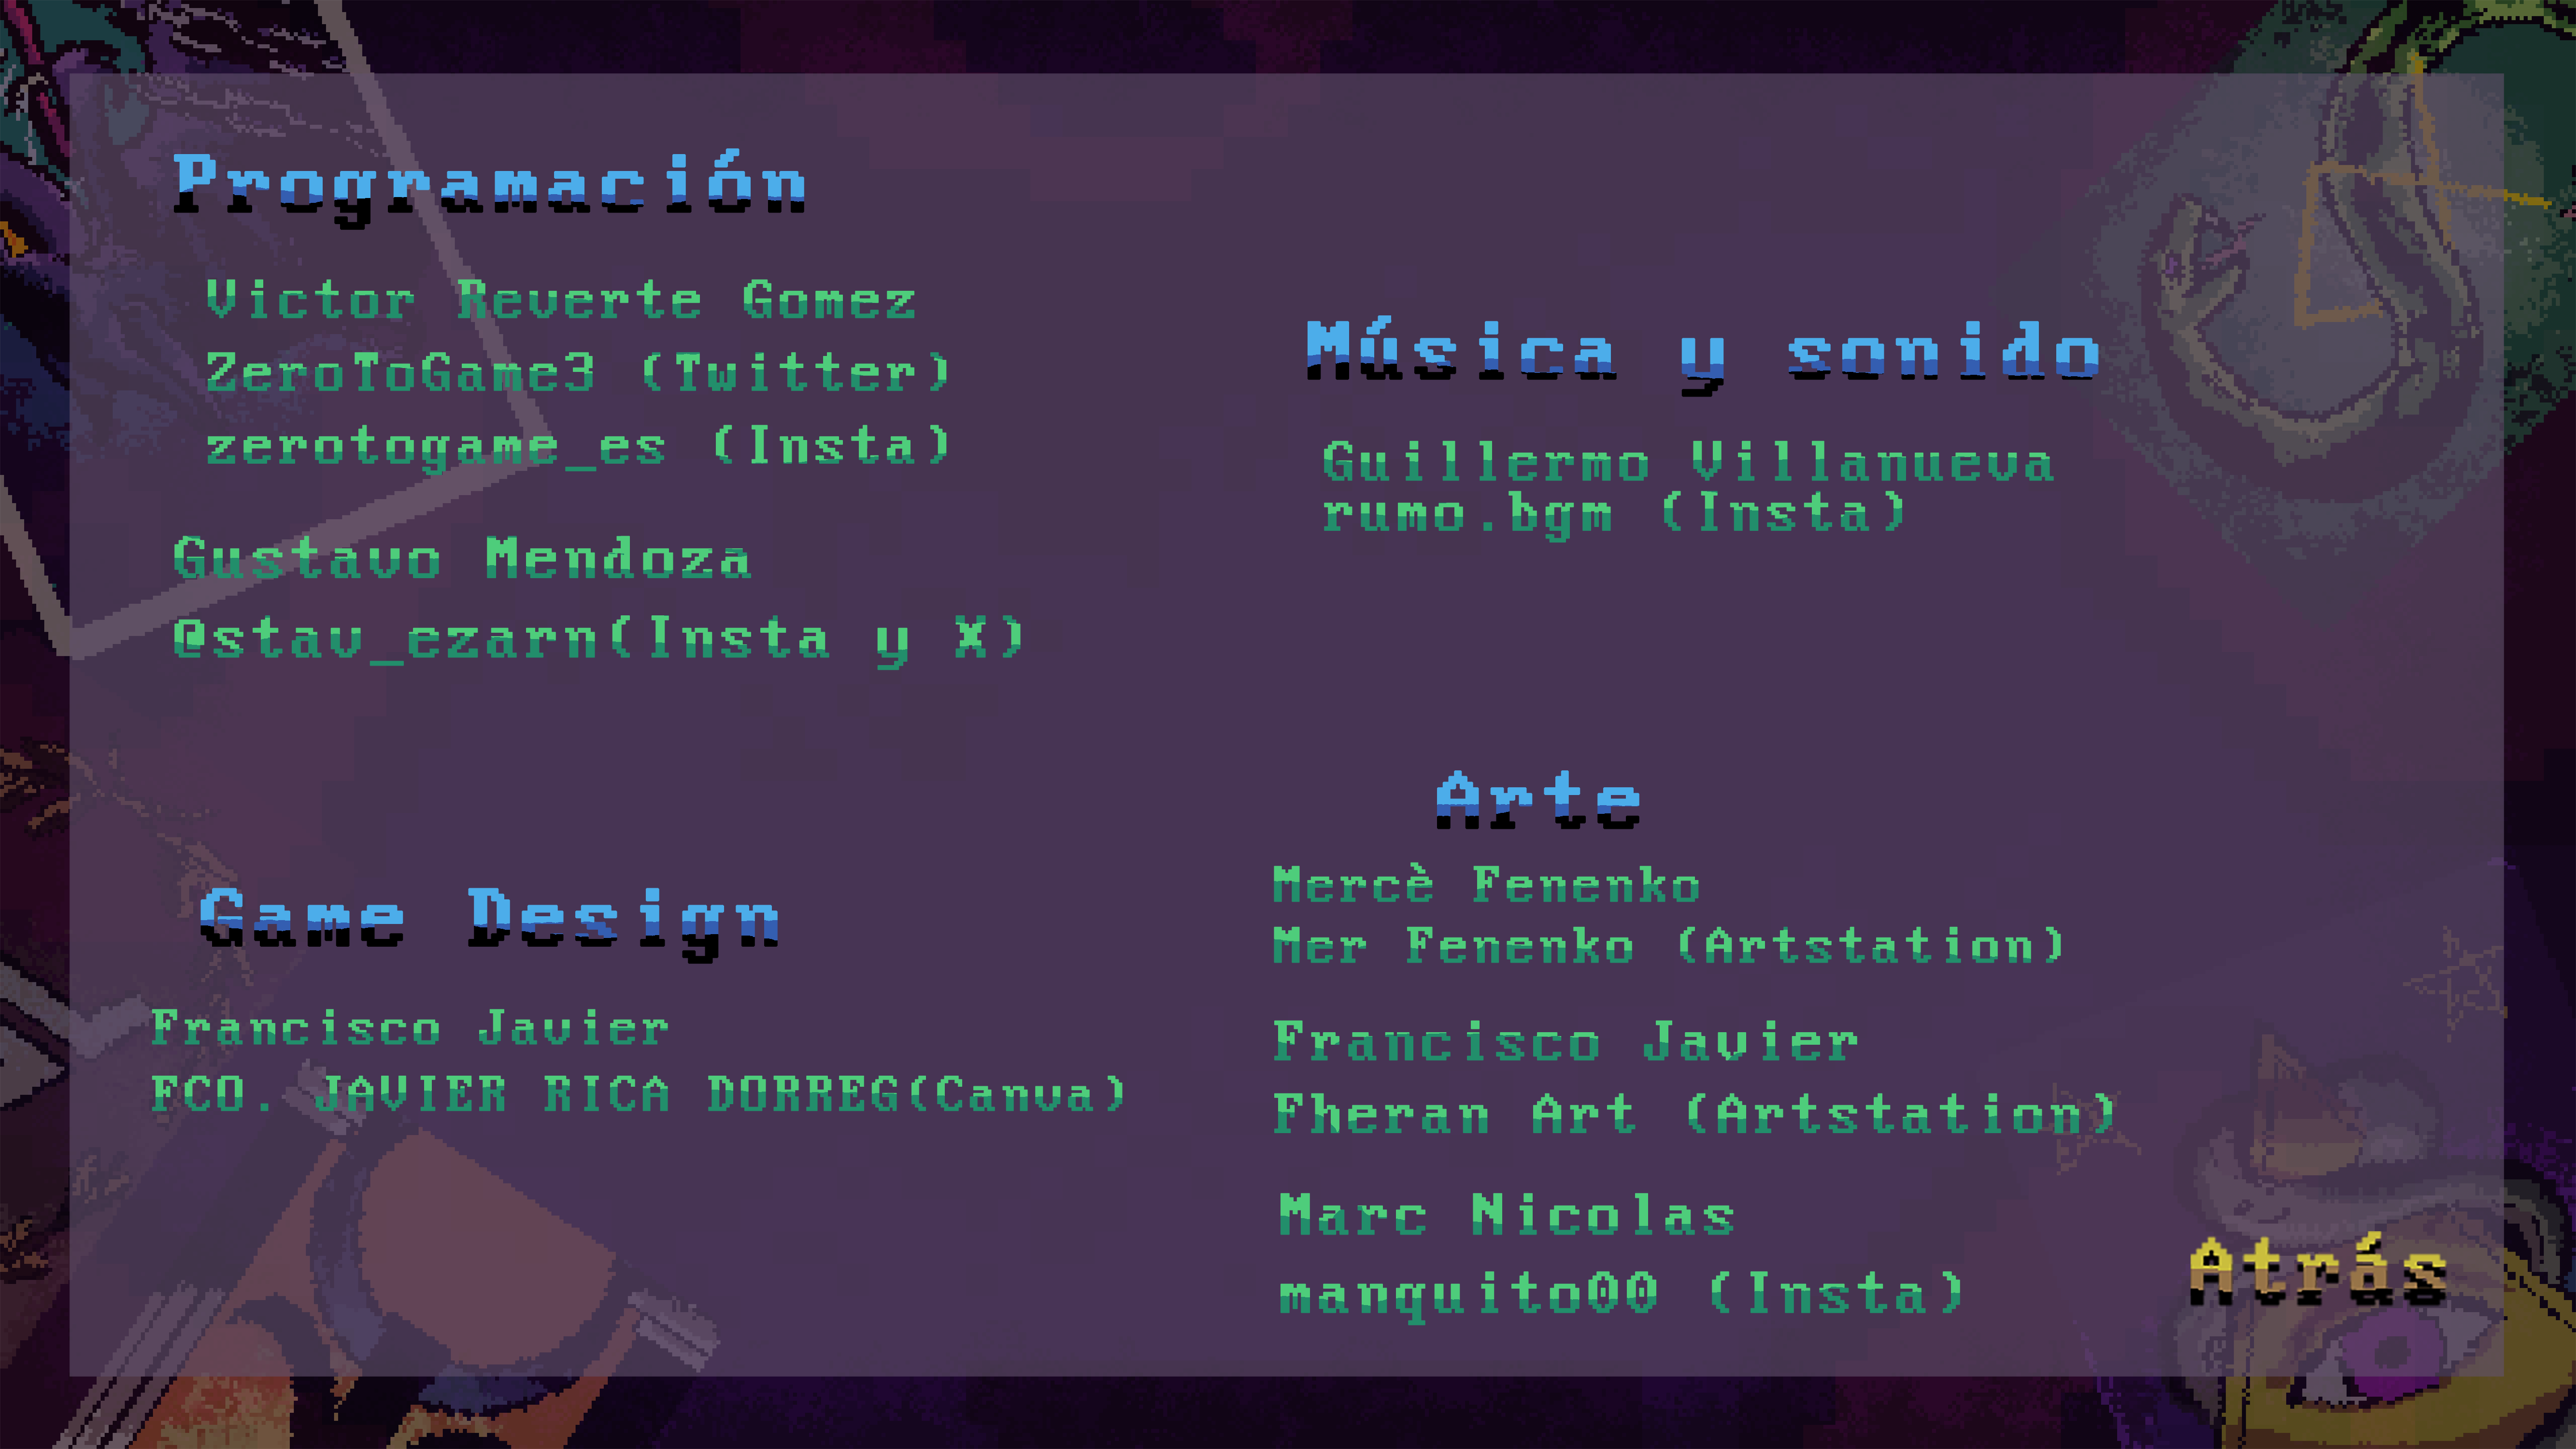 Programación
Victor Reverte Gomez
ZeroToGame3 (Twitter)
zerotogame_es (Insta)
Gustavo Mendoza
@stav_ezarn(Insta y X)
Game Design
Francisco Javier
FCO. JAVIER RICA DORREG(Canva)
Música y sonido
Guillermo Villanueva
rumo.bgm (Insta)
Arte
Mercè Fenenko
Mer Fenenko (Artstation)
Francisco Javier
Fheran Art (Artstation)
Marc Nicolas
manquito00 (Insta)
Atrás